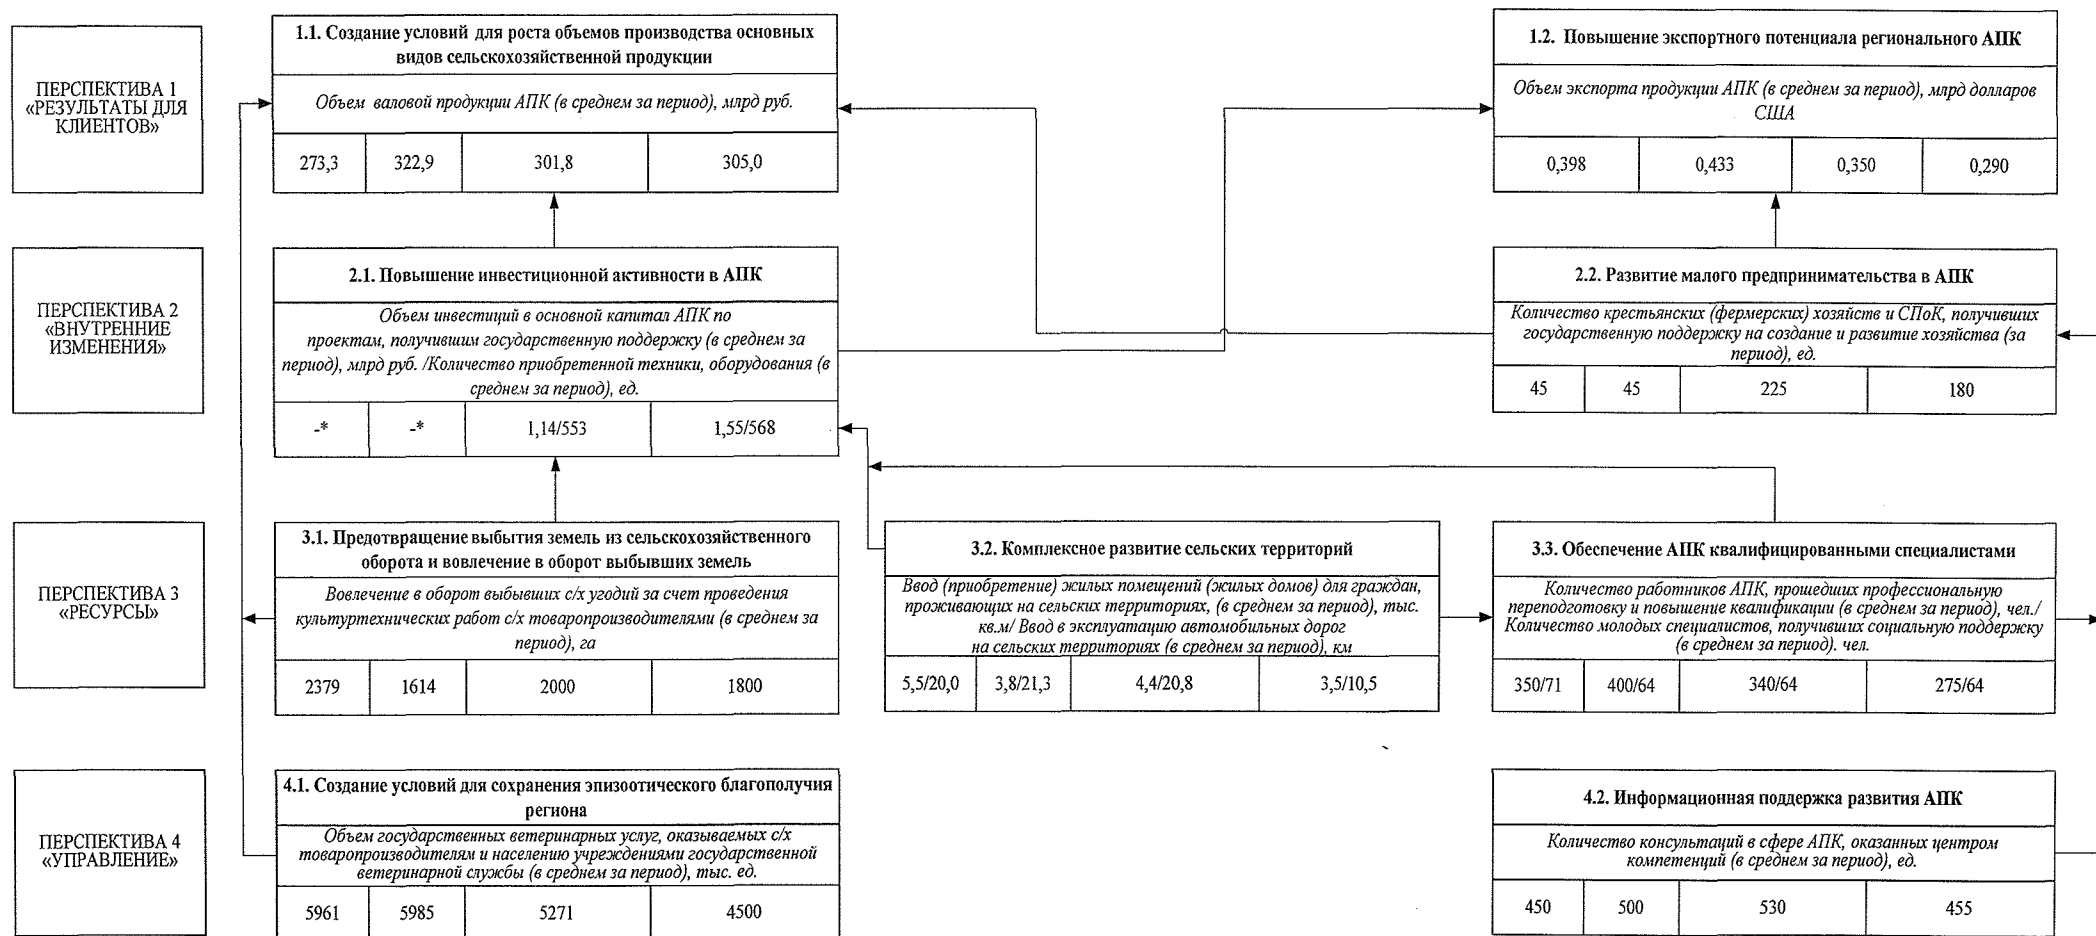 ПЕРСПЕКТИВА 1
«РЕЗУЛЬТАТЫ ДЛЯ
КЛИЕНТОВ»
1.1. Создание условий для роста объемов производства основных
видов сельскохозяйственной продукции
Объем валовой продукции АПК (в среднем за период), млрд руб.
273,3 322,9 301,8 305,0
1.2. Повышение экспортного потенциала регионального АПК
Объем экспорта продукции АПК (в среднем за период), млрд долларов
США
0,398 0,433 0,350 0,290
ПЕРСПЕКТИВА 2
«ВНУТРЕННИЕ
ИЗМЕНЕНИЯ»
2.1. Повышение инвестиционной активности в АПК
Объем инвестиций в основной капитал АПК по
проектам, получившим государственную поддержку (в среднем за
период), млрд руб. /Количество приобретенной техники, оборудования (в
среднем за период), ед.
-* -* 1,14/553 1,55/568
2.2. Развитие малого предпринимательства в АПК
Количество крестьянских (фермерских) хозяйств и СПоК, получивших
государственную поддержку на создание и развитие хозяйства (за
период), ед.
45 45 225 180
ПЕРСПЕКТИВА 3
«РЕСУРСЫ»
3.1. Предотвращение выбытия земель из сельскохозяйственного
оборота и вовлечение в оборот выбывших земель
Вовлечение в оборот выбывших с/х угодий за счет проведения
культуртехнических работ с/х товаропроизводителями (в среднем за
период), га
2379 1614 2000 1800
3.2. Комплексное развитие сельских территорий
Ввод (приобретение) жилых помещений (жилых домов) для граждан,
проживающих на сельских территориях, (в среднем за период), тыс.
кв.м/ Ввод в эксплуатацию автомобильных дорог
на сельских территориях (в среднем за период), км
5,5/20,0 3,8/21,3 4,4/20,8 3,5/10,5
3.3. Обеспечение АПК квалифицированными специалистами
Количество работников АПК, прошедших профессиональную
переподготовку и повышение квалификации (в среднем за период), чел./
Количество молодых специалистов, получивших социальную поддержку
(в среднем за период). чел.
350/71 400/64 340/64 275/64
ПЕРСПЕКТИВА 4
«УПРАВЛЕНИЕ»
4.1. Создание условий для сохранения эпизоотического благополучия
региона
Объем государственных ветеринарных услуг, оказываемых с/х
товаропроизводителям и населению учреждениями государственной
ветеринарной службы (в среднем за период), тыс. ед.
5961 5985 5271 4500
4.2. Информационная поддержка развития АПК
Количество консультаций в сфере АПК, оказанных центром
компетенций (в среднем за период), ед.
450 500 530 455